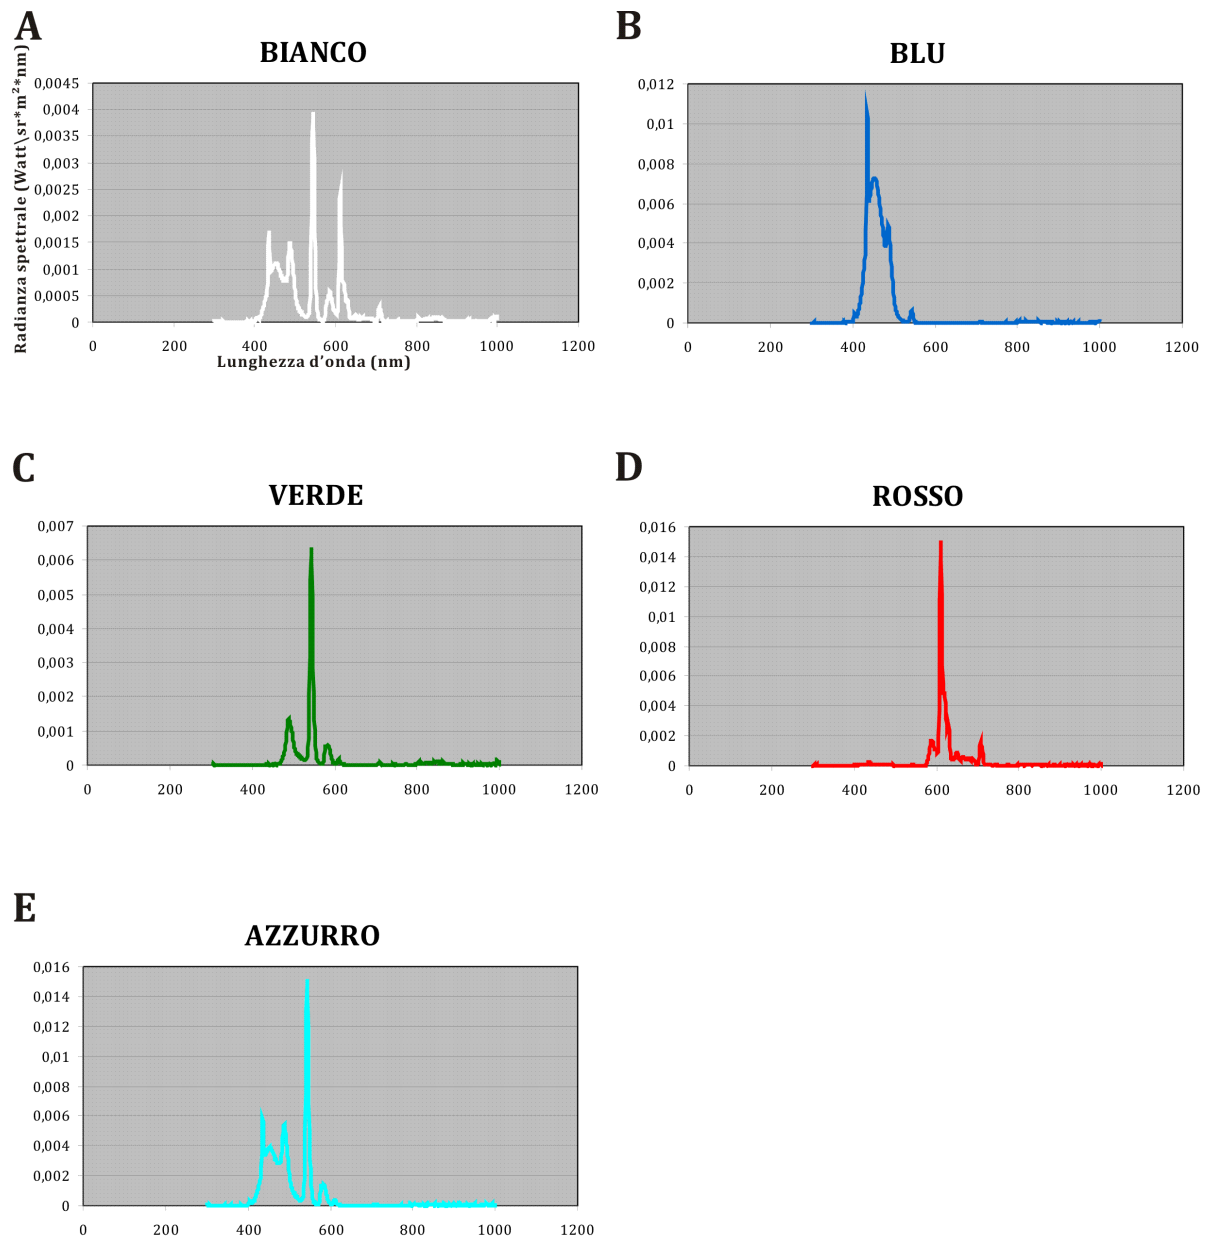 A
BIANCO
Radianza spettrale (Watt\sr*m²*nm)
0,0045
0,004
0,0035
0,003
0,0025
0,002
0,0015
0,001
0,0005
0
0 200 400 600 800 1000 1200
Lunghezza d’onda (nm)
B
BLU
0,012
0,01
0,008
0,006
0,004
0,002
0
0 200 400 600 800 1000 1200
C
VERDE
0,007
0,006
0,005
0,004
0,003
0,002
0,001
0
0 200 400 600 800 1000 1200
D
ROSSO
0,016
0,014
0,012
0,01
0,008
0,006
0,004
0,002
0
0 200 400 600 800 1000 1200
E
AZZURRO
0,016
0,014
0,012
0,01
0,008
0,006
0,004
0,002
0
0 200 400 600 800 1000 1200